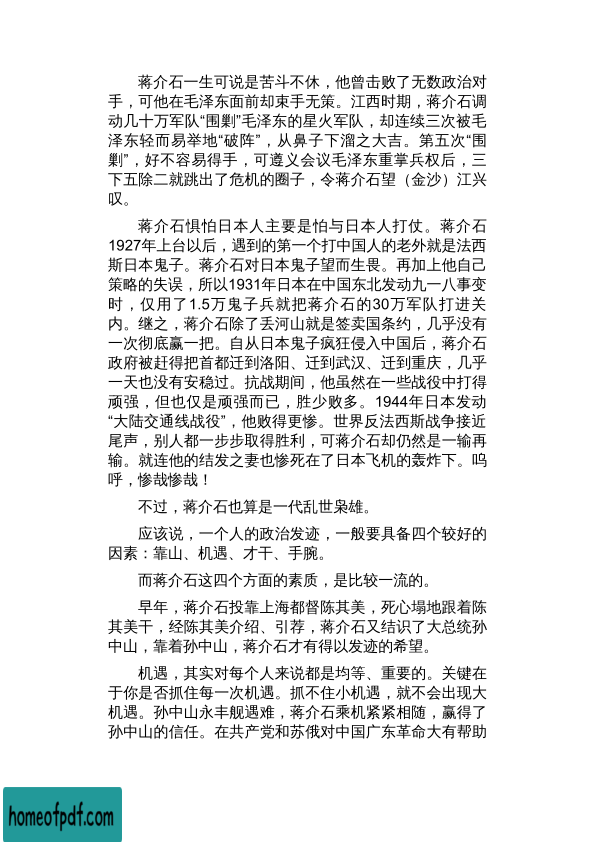 蒋介石一生可说是苦斗不休，他曾击败了无数政治对
手，可他在毛泽东面前却束手无策。江西时期，蒋介石调
动几十万军队“围剿”毛泽东的星火军队，却连续三次被毛
泽东轻而易举地“破阵”，从鼻子下溜之大吉。第五次“围
剿”，好不容易得手，可遵义会议毛泽东重掌兵权后，三
下五除二就跳出了危机的圈子，令蒋介石望（金沙）江兴
叹。
蒋介石惧怕日本人主要是怕与日本人打仗。蒋介石
1927年上台以后，遇到的第一个打中国人的老外就是法西
斯日本鬼子。蒋介石对日本鬼子望而生畏。再加上他自己
策略的失误，所以1931年日本在中国东北发动九一八事变
时，仅用了1.5万鬼子兵就把蒋介石的30万军队打进关
内。继之，蒋介石除了丢河山就是签卖国条约，几乎没有
一次彻底赢一把。自从日本鬼子疯狂侵入中国后，蒋介石
政府被赶得把首都迁到洛阳、迁到武汉、迁到重庆，几乎
一天也没有安稳过。抗战期间，他虽然在一些战役中打得
顽强，但也仅是顽强而已，胜少败多。1944年日本发动
“大陆交通线战役”，他败得更惨。世界反法西斯战争接近
尾声，别人都一步步取得胜利，可蒋介石却仍然是一输再
输。就连他的结发之妻也惨死在了日本飞机的轰炸下。呜
呼，惨哉惨哉！
不过，蒋介石也算是一代乱世枭雄。
应该说，一个人的政治发迹，一般要具备四个较好的
因素：靠山、机遇、才干、手腕。
而蒋介石这四个方面的素质，是比较一流的。
早年，蒋介石投靠上海都督陈其美，死心塌地跟着陈
其美干，经陈其美介绍、引荐，蒋介石又结识了大总统孙
中山，靠着孙中山，蒋介石才有得以发迹的希望。
机遇，其实对每个人来说都是均等、重要的。关键在
于你是否抓住每一次机遇。抓不住小机遇，就不会出现大
机遇。孙中山永丰舰遇难，蒋介石乘机紧紧相随，赢得了
孙中山的信任。在共产党和苏俄对中国广东革命大有帮助
homeofpdf.com